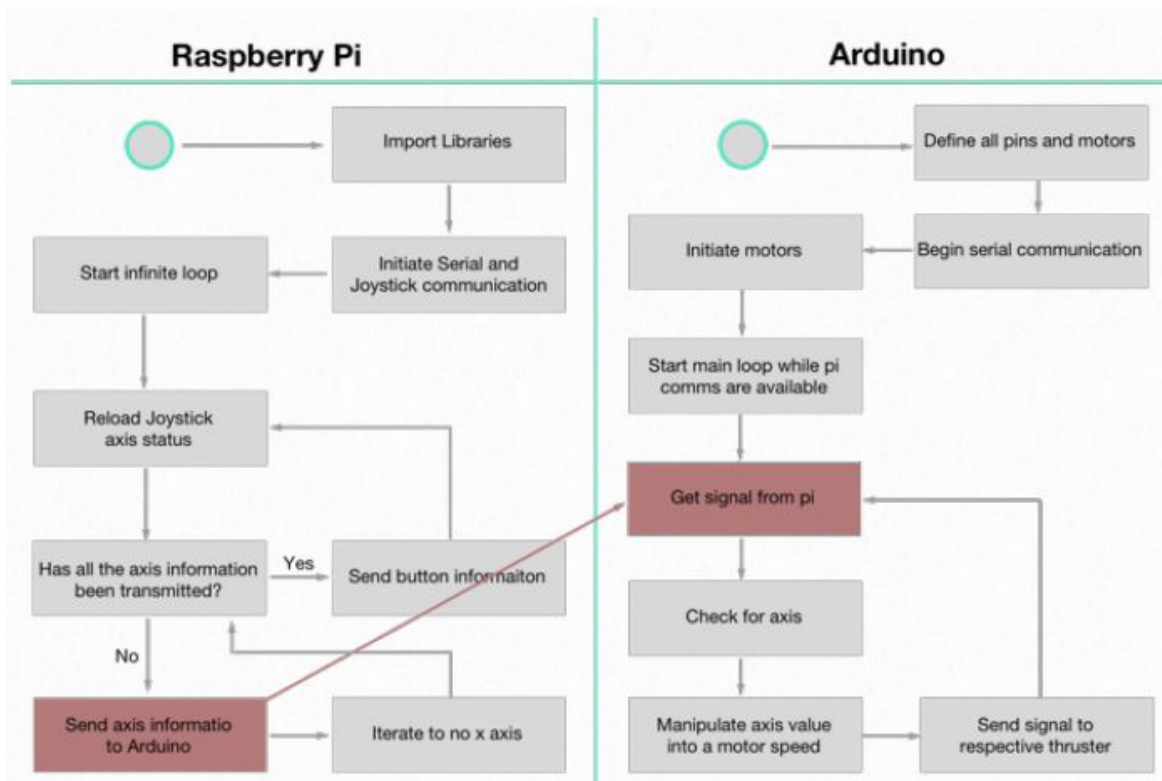 Raspberry Pi
Import Libraries
Initiate Serial and
Joystick communication
Start infinite loop
Reload Joystick
axis status
Has all the axis information
been transmitted?
Yes
Send button informaiton
No
Send axis informatio
to Arduino
Iterate to no x axis
Arduino
Define all pins and motors
Begin serial communication
Initiate motors
Start main loop while pi
comms are available
Get signal from pi
Check for axis
Manipulate axis value
into a motor speed
Send signal to
respective thruster